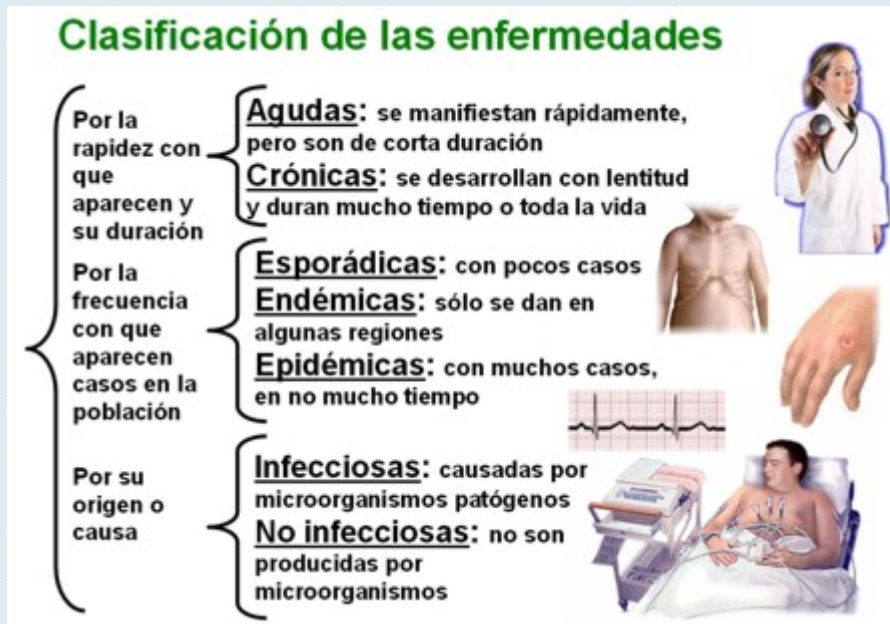 Clasificación de las enfermedades
Por la
rapidez con
que
aparecen y
su duración
Agudas: se manifiestan rápidamente,
pero son de corta duración
Crónicas: se desarrollan con lentitud
y duran mucho tiempo o toda la vida
Por la
frecuencia
con que
aparecen
casos en la
población
Esporádicas: con pocos casos
Endémicas: sólo se dan en
algunas regiones
Epidémicas: con muchos casos,
en no mucho tiempo
Por su
origen o
causa
Infecciosas: causadas por
microorganismos patógenos
No infecciosas: no son
producidas por
microorganismos